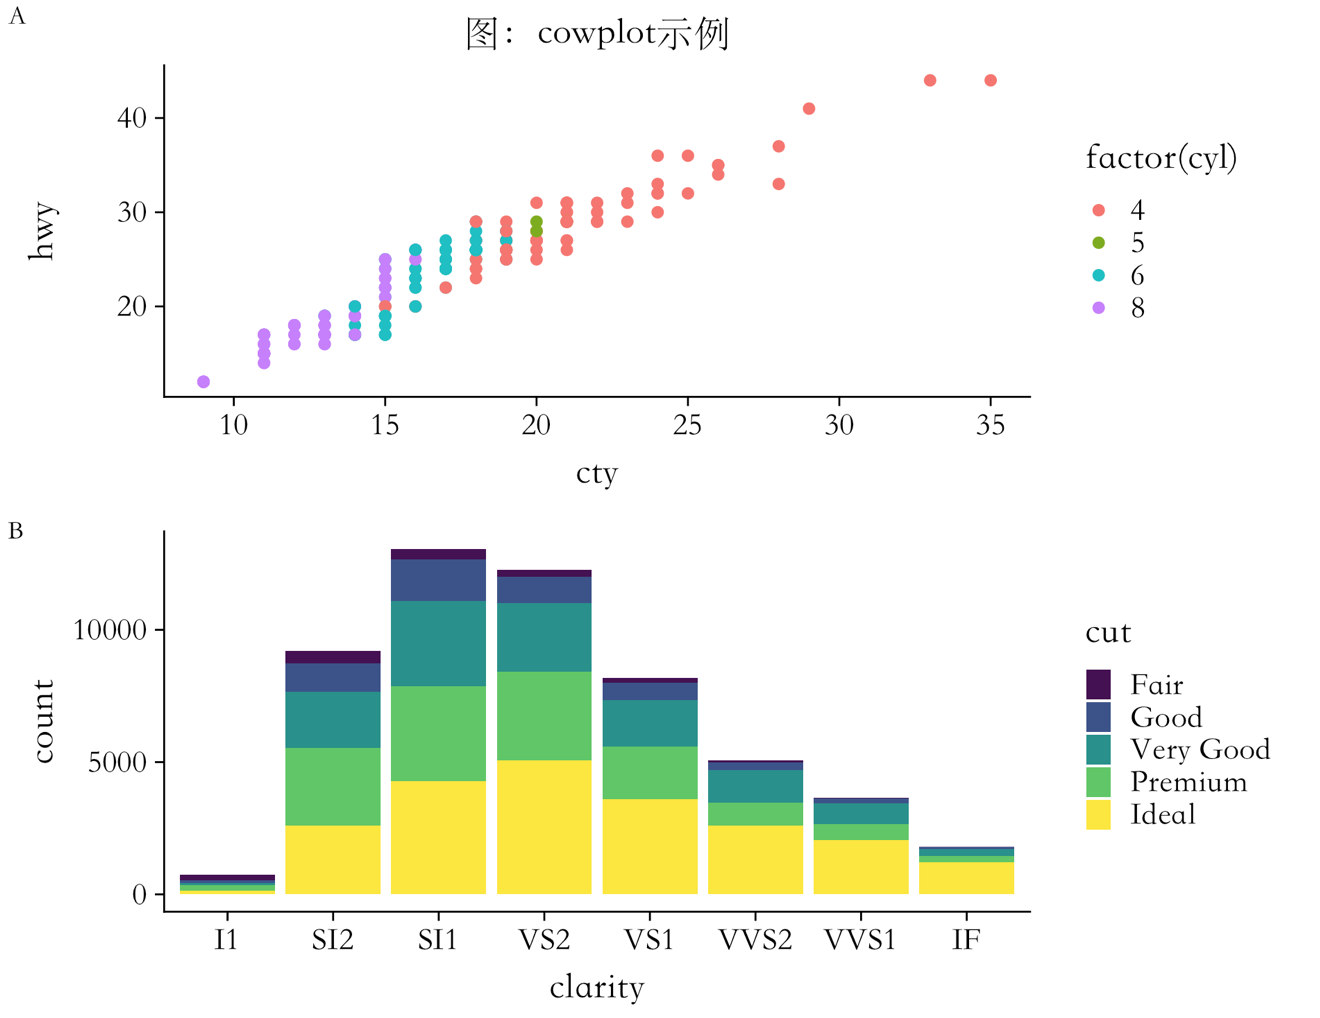 A
图：cowplot示例
hwy
40
30
20
10 15 20 25 30 35
cty
factor(cyl)
4
5
6
8
B
count
10000
5000
0
I1 SI2 SI1 VS2 VS1 VVS2 VVS1 IF
clarity
cut
Fair
Good
Very Good
Premium
Ideal